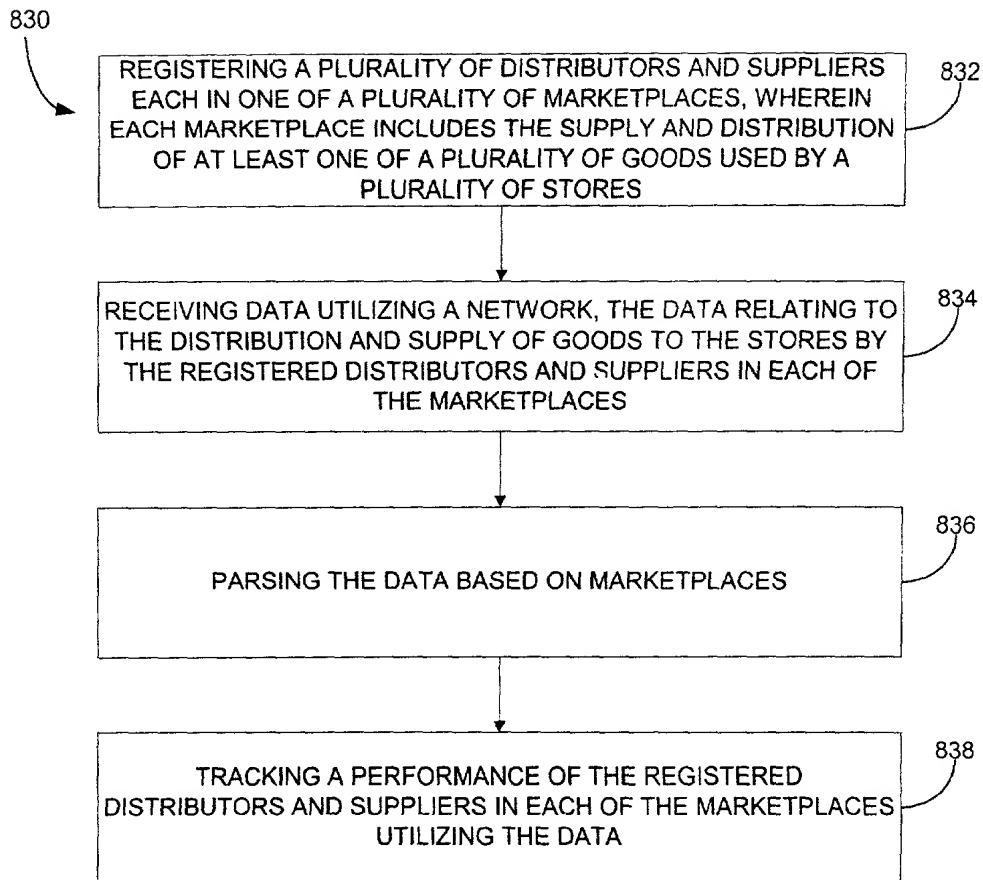 830
REGISTERING A PLURALITY OF DISTRIBUTORS AND SUPPLIERS
EACH IN ONE OF A PLURALITY OF MARKETPLACES, WHEREIN
EACH MARKETPLACE INCLUDES THE SUPPLY AND DISTRIBUTION
OF AT LEAST ONE OF A PLURALITY OF GOODS USED BY A
PLURALITY OF STORES
832
RECEIVING DATA UTILIZING A NETWORK, THE DATA RELATING TO
THE DISTRIBUTION AND SUPPLY OF GOODS TO THE STORES BY
THE REGISTERED DISTRIBUTORS AND SUPPLIERS IN EACH OF
THE MARKETPLACES
834
PARSING THE DATA BASED ON MARKETPLACES
836
TRACKING A PERFORMANCE OF THE REGISTERED
DISTRIBUTORS AND SUPPLIERS IN EACH OF THE MARKETPLACES
UTILIZING THE DATA
838